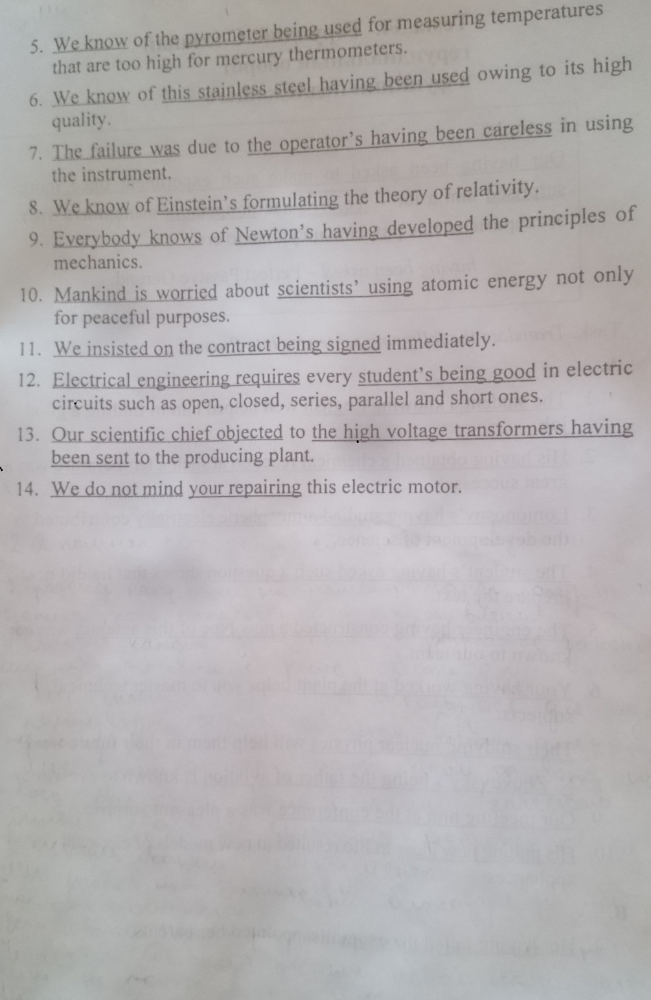 5. We know of the pyrometer being used for measuring temperatures
that are too high for mercury thermometers.
6. We know of this stainless steel having been used owing to its high
quality.
7. The failure was due to the operator's having been careless in using
the instrument.
8. We know of Einstein's formulating the theory of relativity.
9. Everybody knows of Newton's having developed the principles of
mechanics.
10. Mankind is worried about scientists' using atomic energy not only
for peaceful purposes.
11. We insisted on the contract being signed immediately.
12. Electrical engineering requires every student's being good in electric
circuits such as open, closed, series, parallel and short ones.
13. Our scientific chief objected to the high voltage transformers having
been sent to the producing plant.
14. We do not mind your repairing this electric motor.